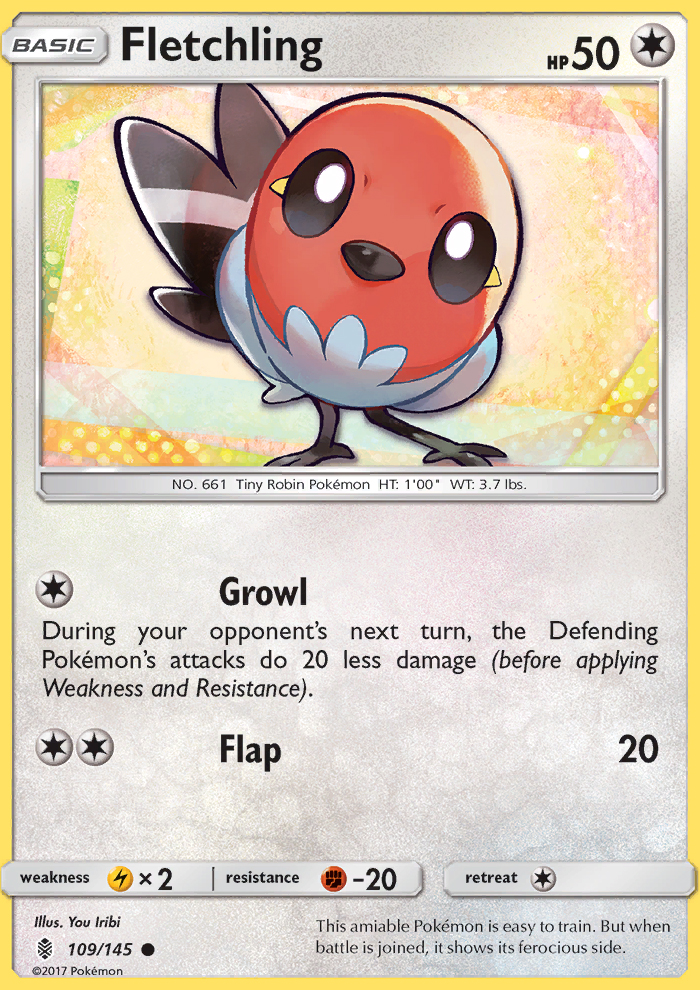 BASIC Fletchling HP 50
NO. 661 Tiny Robin Pokémon HT: 1'00" WT: 3.7 lbs.
Growl
During your opponent's next turn, the Defending
Pokémon's attacks do 20 less damage (before applying
Weakness and Resistance).
Flap 20
weakness × 2 resistance –20 retreat
Illus. You Iribi
109/145
©2017 Pokémon
This amiable Pokémon is easy to train. But when
battle is joined, it shows its ferocious side.